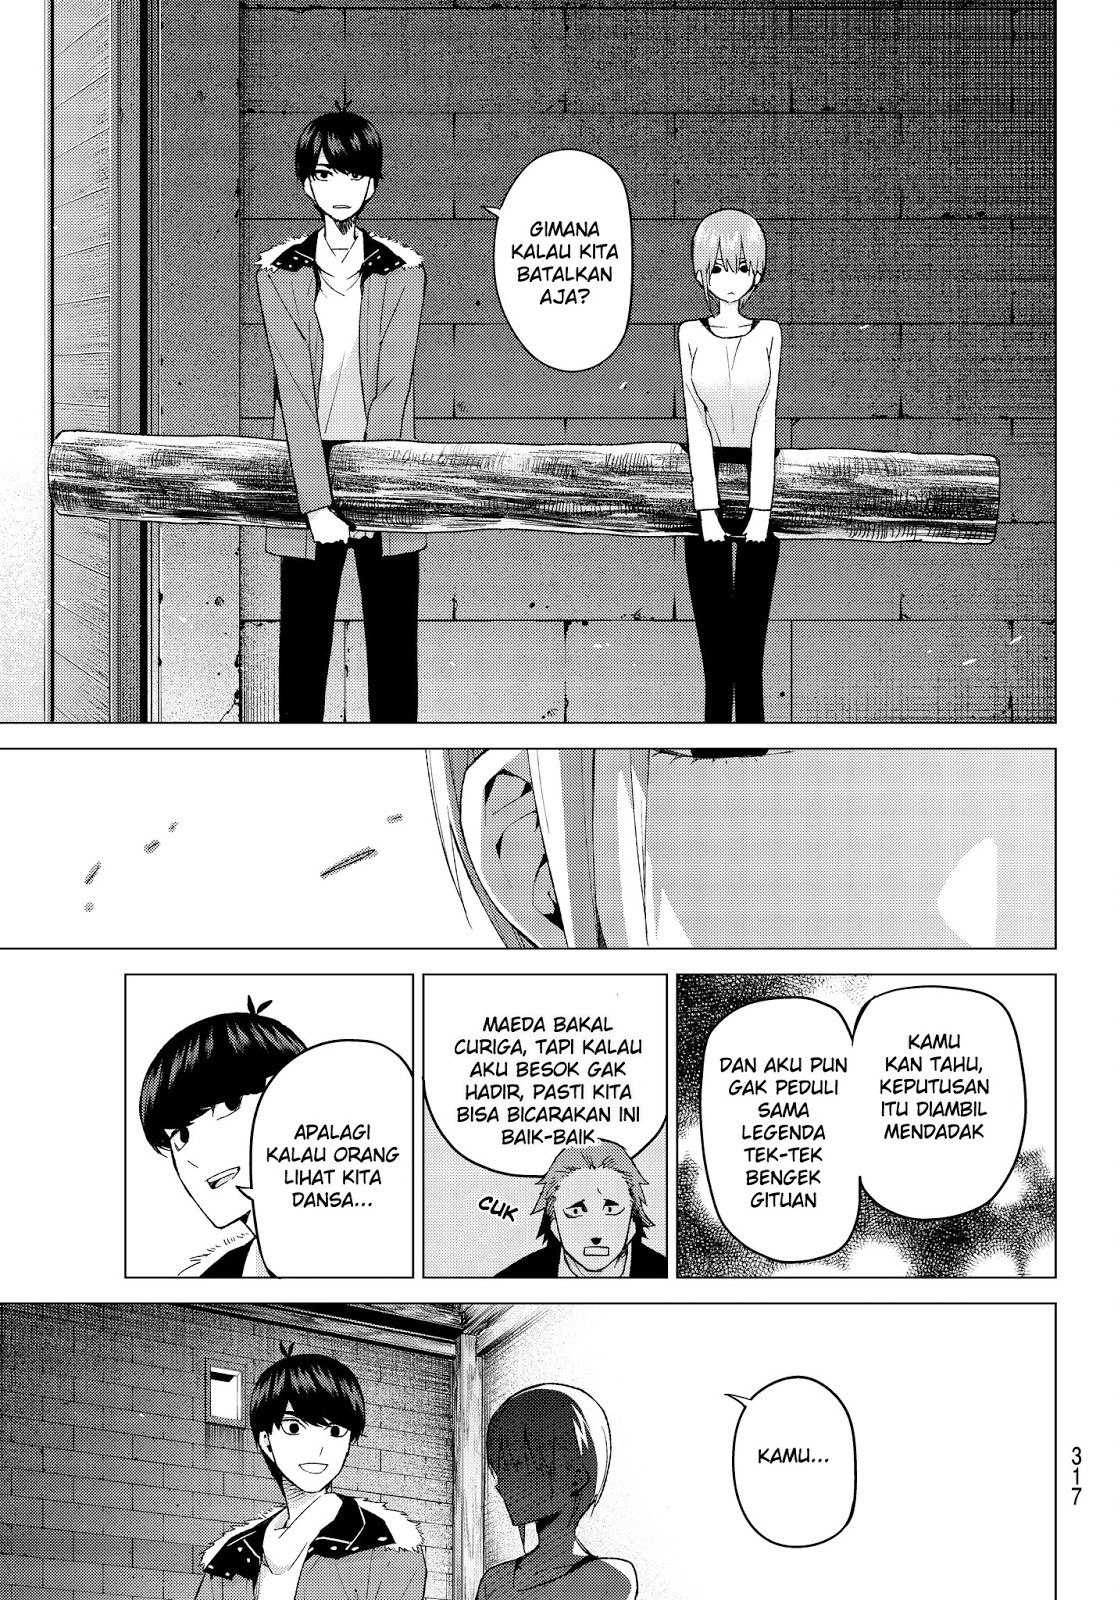 GIMANA
KALAU KITA
BATALKAN
AJA?
KAMU
KAN TAHU,
KEPUTUSAN
ITU DIAMBIL
MENDADAK
DAN AKU PUN
GAK PEDULI
SAMA
LEGENDA
TEK-TEK
BENGEK
GITUAN
MAEDA BAKAL
CURIGA, TAPI KALAU
AKU BESOK GAK
HADIR, PASTI KITA
BISA BICARAKAN INI
BAIK-BAIK
CUK
APALAGI
KALAU ORANG
LIHAT KITA
DANSA...
KAMU...
317